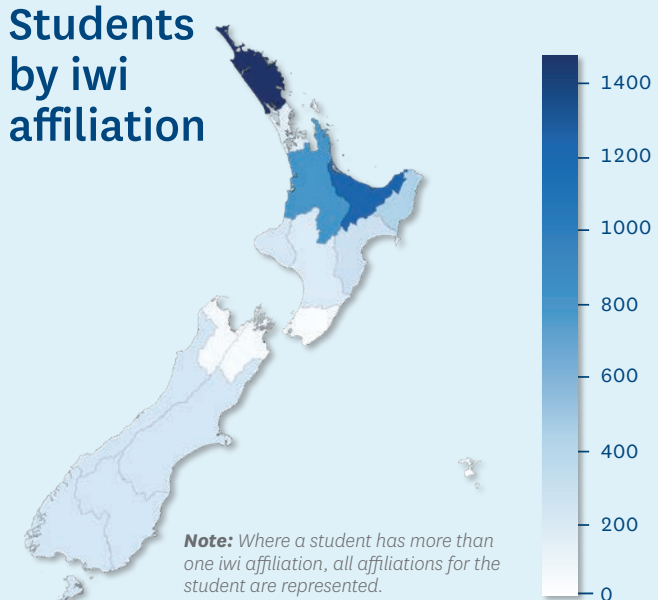 Students
by iwi
affiliation
1400
1200
1000
800
600
400
200
0
Note: Where a student has more than
one iwi affiliation, all affiliations for the
student are represented.